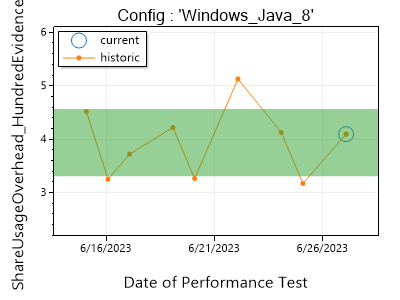 Config : 'Windows_Java_8'
current
historic
ShareUsageOverhead_HundredEvidence
6
5
4
3
6/16/2023
6/21/2023
6/26/2023
Date of Performance Test